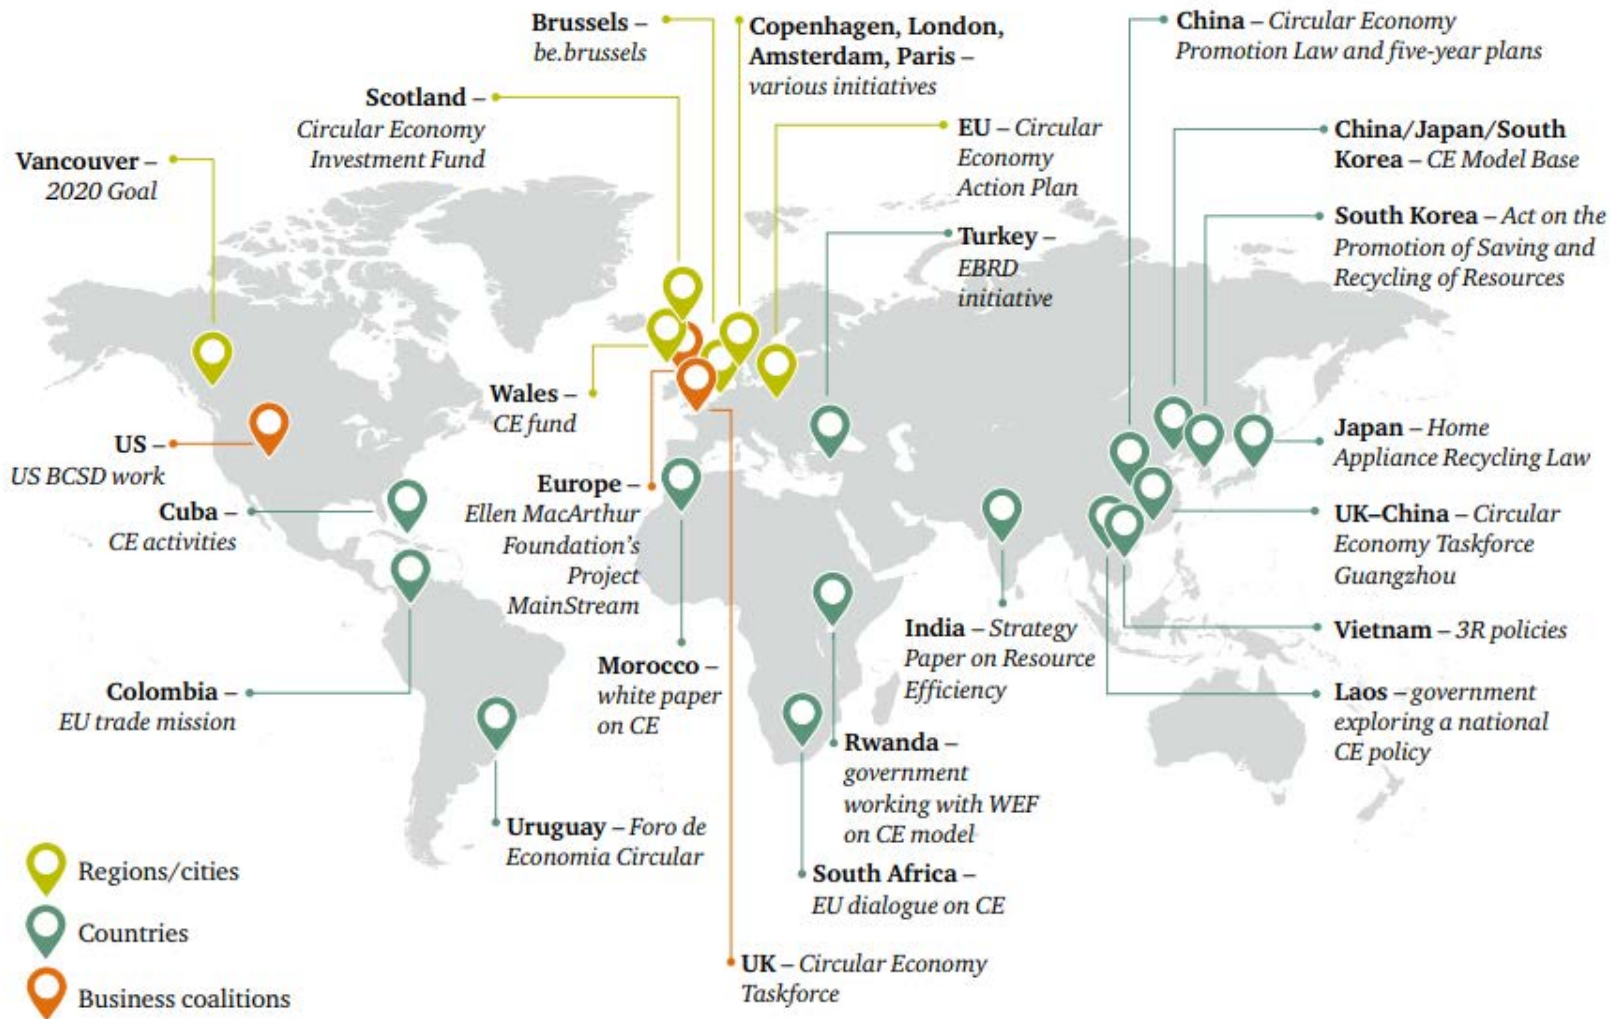 Brussels –
be.brussels
Copenhagen, London,
Amsterdam, Paris –
various initiatives
China – Circular Economy
Promotion Law and five-year plans
Scotland –
Circular Economy
Investment Fund
EU – Circular
Economy
Action Plan
China/Japan/South
Korea – CE Model Base
Vancouver –
2020 Goal
South Korea – Act on the
Promotion of Saving and
Recycling of Resources
Turkey –
EBRD
initiative
Wales –
CE fund
Japan – Home
Appliance Recycling Law
US –
US BCSD work
Europe –
Ellen MacArthur
Foundation's
Project
MainStream
Cuba –
CE activities
UK–China – Circular
Economy Taskforce
Guangzhou
India – Strategy
Paper on Resource
Efficiency
Vietnam – 3R policies
Morocco –
white paper
on CE
Colombia –
EU trade mission
Laos – government
exploring a national
CE policy
Rwanda –
government
working with WEF
on CE model
Uruguay – Foro de
Economia Circular
South Africa –
EU dialogue on CE
UK – Circular Economy
Taskforce
Regions/cities
Countries
Business coalitions